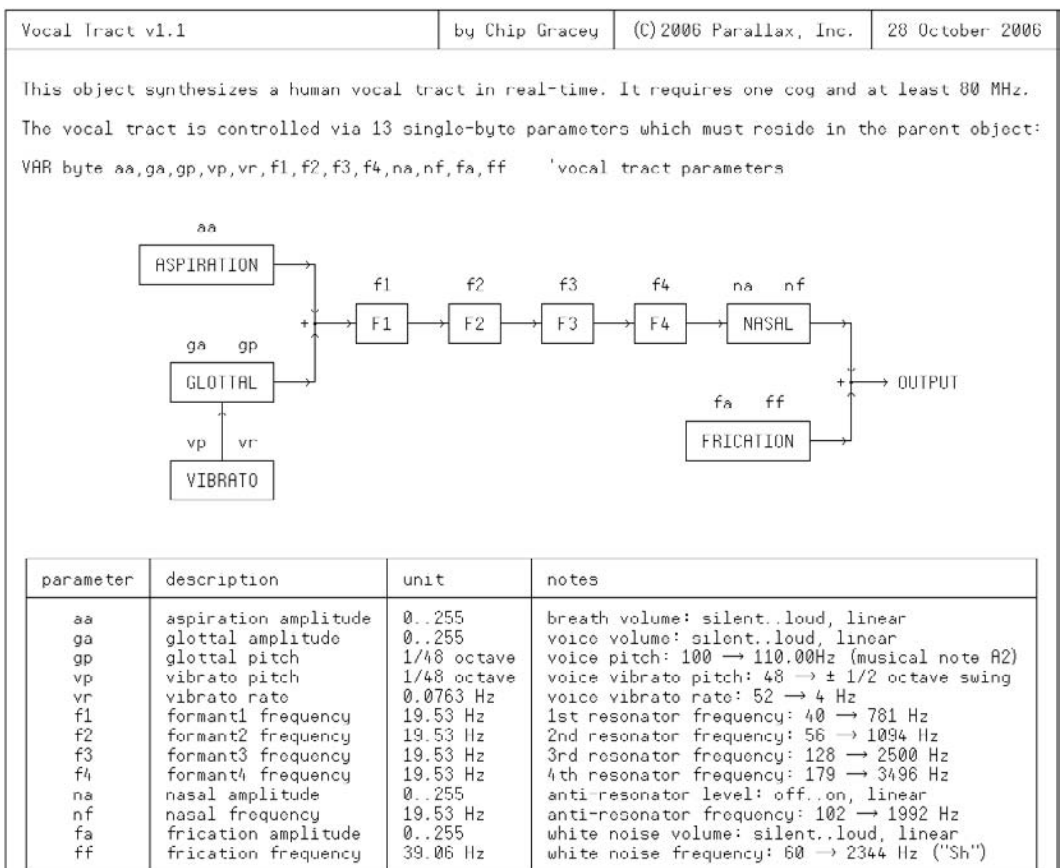 Vocal Tract v1.1 by Chip Gracey (C)2006 Parallax, Inc. 28 October 2006
This object synthesizes a human vocal tract in real-time. It requires one cog and at least 80 MHz.
The vocal tract is controlled via 13 single-byte parameters which must reside in the parent object:
VAR byte aa,ga,gp,vp,vr,f1,f2,f3,f4,na,nf,fa,ff 'vocal tract parameters
aa
ASPIRATION
f1 f2 f3 f4 na nf
+ F1 F2 F3 F4 NASAL
ga gp
GLOTTAL
+ → OUTPUT
fa ff
FRICATION
vp vr
VIBRATO
parameter description unit notes
aa aspiration amplitude 0..255 breath volume: silent..loud, linear
ga glottal amplitude 0..255 voice volume: silent..loud, linear
gp glottal pitch 1/48 octave voice pitch: 100 → 110.00Hz (musical note A2)
vp vibrato pitch 1/48 octave voice vibrato pitch: 48 → ± 1/2 octave swing
vr vibrato rate 0.0763 Hz voice vibrato rate: 52 → 4 Hz
f1 formant1 frequency 19.53 Hz 1st resonator frequency: 40 → 781 Hz
f2 formant2 frequency 19.53 Hz 2nd resonator frequency: 56 → 1094 Hz
f3 formant3 frequency 19.53 Hz 3rd resonator frequency: 128 → 2500 Hz
f4 formant4 frequency 19.53 Hz 4th resonator frequency: 179 → 3496 Hz
na nasal amplitude 0..255 anti-resonator level: off..on, linear
nf nasal frequency 19.53 Hz anti-resonator frequency: 102 → 1992 Hz
fa frication amplitude 0..255 white noise volume: silent..loud, linear
ff frication frequency 39.06 Hz white noise frequency: 60 → 2344 Hz ("Sh")